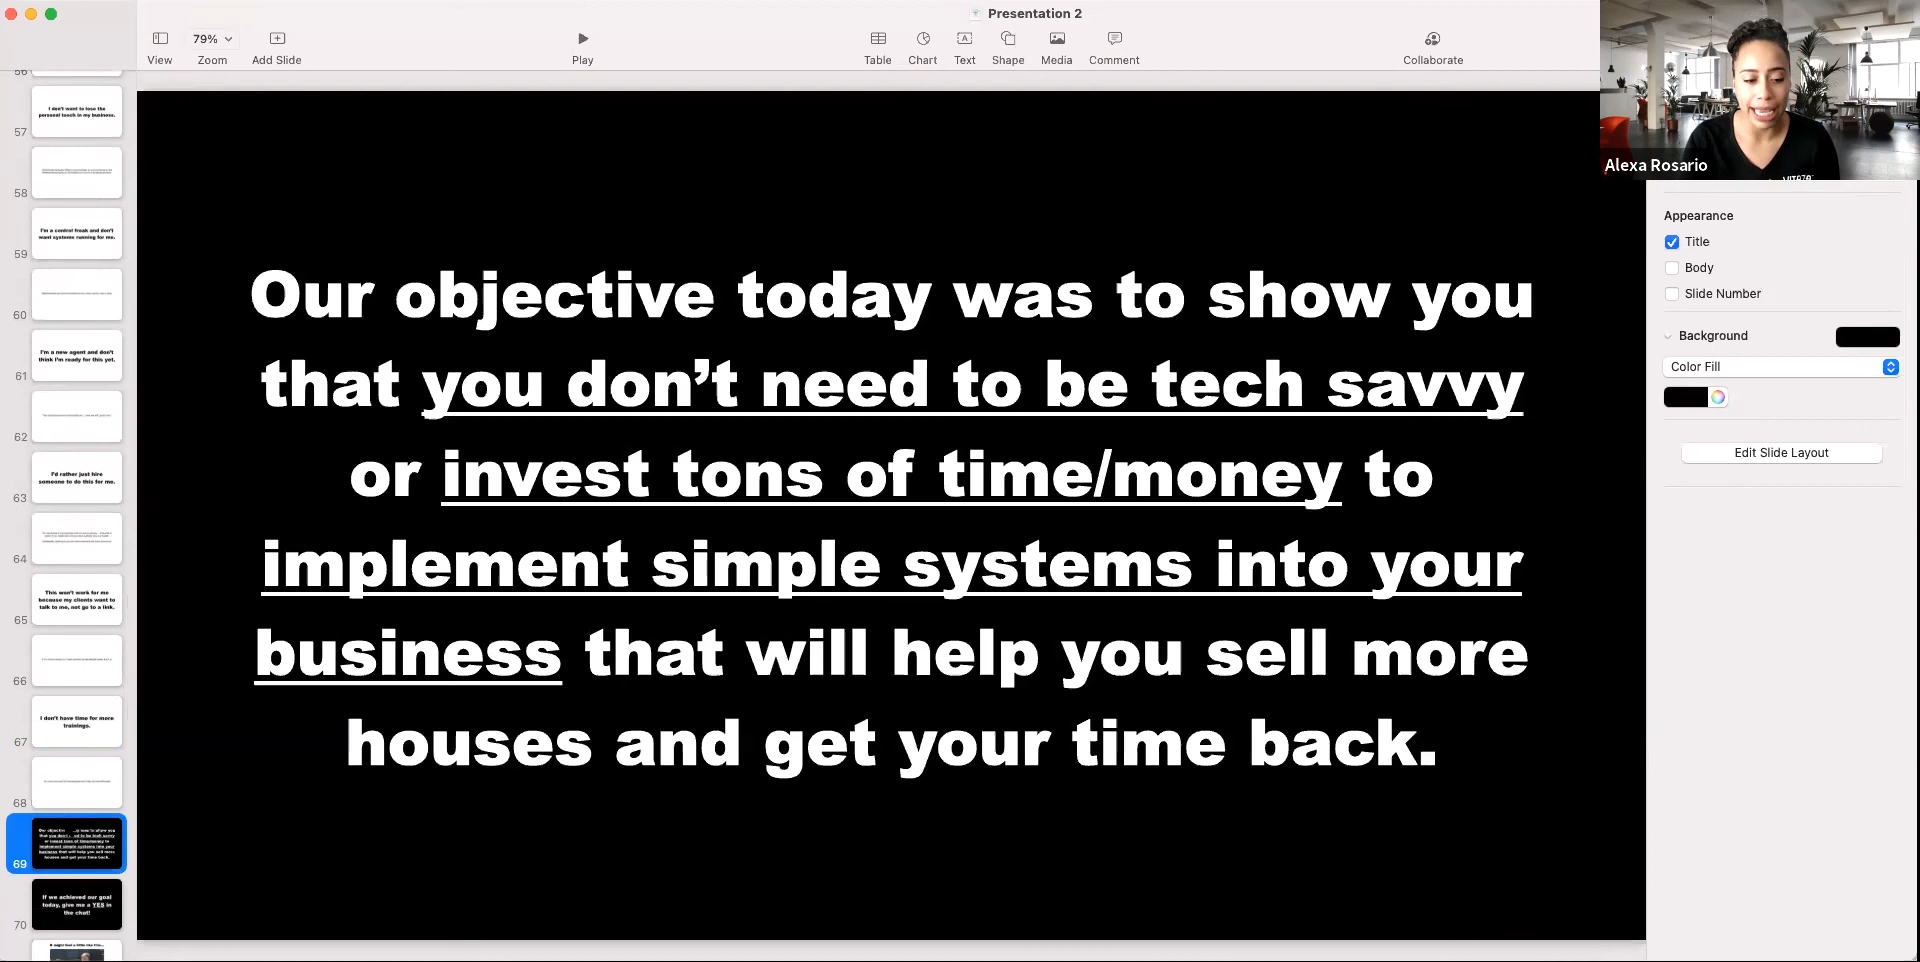 Presentation 2
View
79%
Zoom
Add Slide
Play
Table
Chart
Text
Shape
Media
Comment
Collaborate
Alexa Rosario
56
I don't want to lose the
personal touch in my business.
57
58
I'm a control freak and don't
want systems running for me.
59
60
I'm a new agent and don't
think I'm ready for this yet.
61
62
I'd rather just hire
someone to do this for me.
63
64
This won't work for me
because my clients want to
talk to me, not go to a link.
65
66
I don't have time for more
trainings.
67
68
69
If we achieved our goal
today, give me a YES in
the chat!
70
Our objective today was to show you
that you don't need to be tech savvy
or invest tons of time/money to
implement simple systems into your
business that will help you sell more
houses and get your time back.
Appearance
Title
Body
Slide Number
Background
Color Fill
Edit Slide Layout